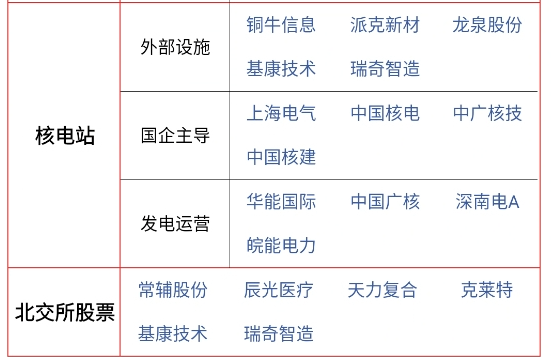 铜牛信息 派克新材 龙泉股份
外部设施
基康技术 瑞奇智造
上海电气 中国核电 中广核技
核电站 国企主导
中国核建
华能国际 中国广核 深南电A
发电运营
皖能电力
常辅股份 辰光医疗 天力复合 克莱特
北交所股票
基康技术 瑞奇智造